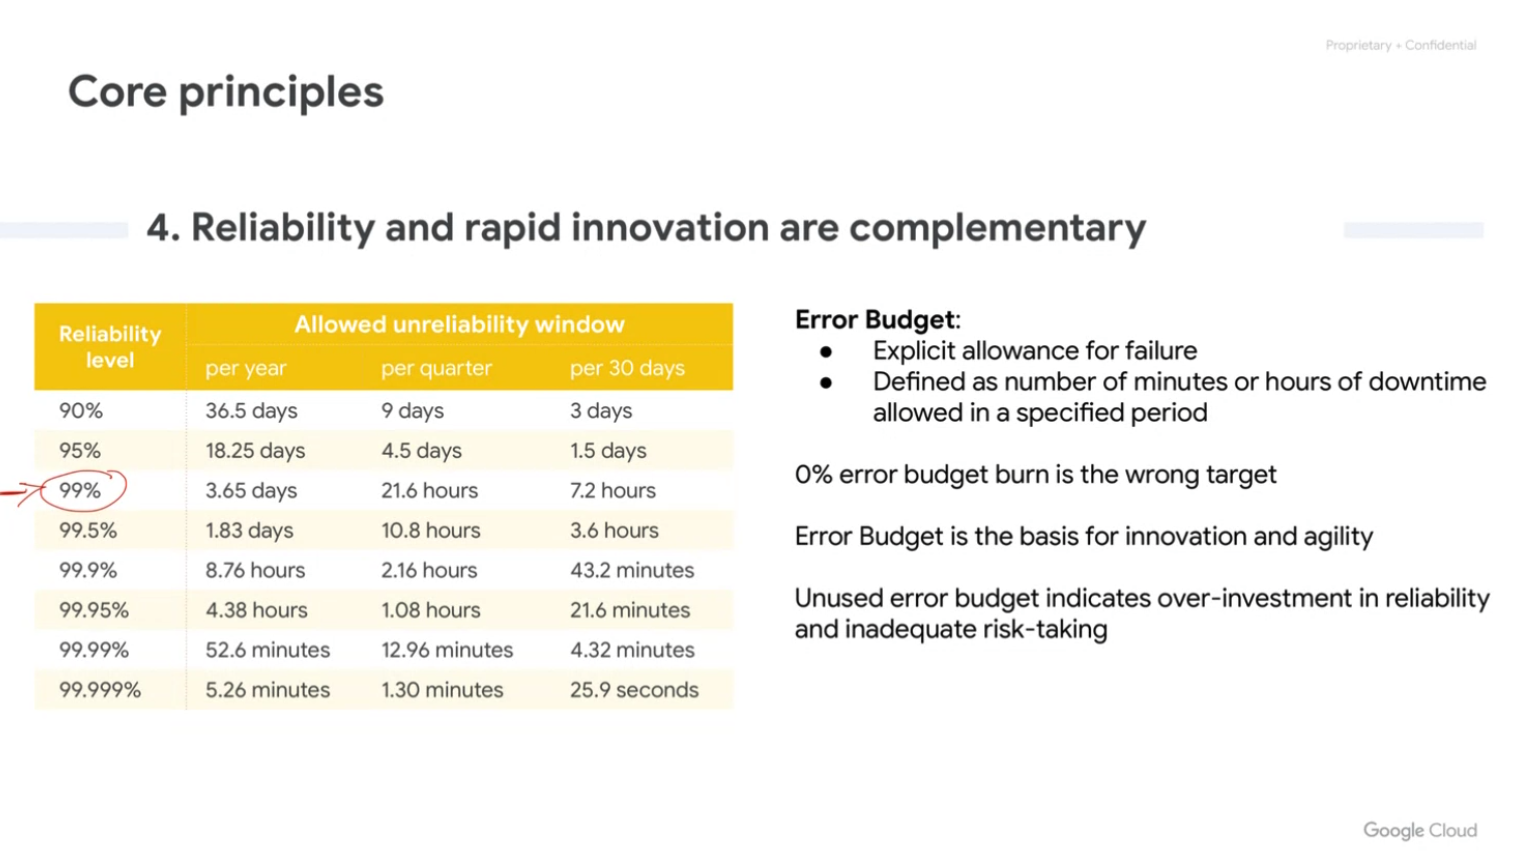 Proprietary + Confidential
Core principles
4. Reliability and rapid innovation are complementary
Reliability level
Allowed unreliability window
per year per quarter per 30 days
90% 36.5 days 9 days 3 days
95% 18.25 days 4.5 days 1.5 days
99% 3.65 days 21.6 hours 7.2 hours
99.5% 1.83 days 10.8 hours 3.6 hours
99.9% 8.76 hours 2.16 hours 43.2 minutes
99.95% 4.38 hours 1.08 hours 21.6 minutes
99.99% 52.6 minutes 12.96 minutes 4.32 minutes
99.999% 5.26 minutes 1.30 minutes 25.9 seconds
Error Budget:
● Explicit allowance for failure
● Defined as number of minutes or hours of downtime
allowed in a specified period
0% error budget burn is the wrong target
Error Budget is the basis for innovation and agility
Unused error budget indicates over-investment in reliability
and inadequate risk-taking
Google Cloud